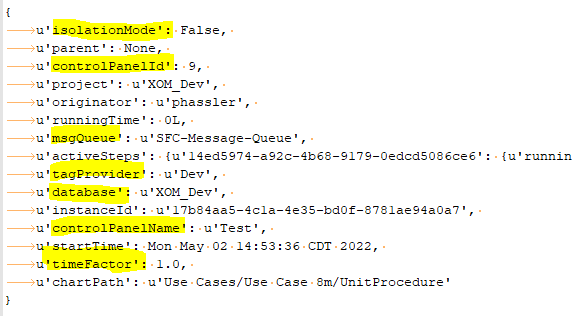 {
u'isolationMode': False,
u'parent': None,
u'controlPanelId': 9,
u'project': u'XOM_Dev',
u'originator': u'phassler',
u'runningTime': 0L,
u'msgQueue': u'SFC-Message-Queue',
u'activeSteps': {u'14ed5974-a92c-4b68-9179-0edcd5086ce6': {u'runnin
u'tagProvider': u'Dev',
u'database': u'XOM_Dev',
u'instanceId': u'17b84aa5-4c1a-4e35-bd0f-8781ae94a0a7',
u'controlPanelName': u'Test',
u'startTime': Mon May 02 14:53:36 CDT 2022,
u'timeFactor': 1.0,
u'chartPath': u'Use Cases/Use Case 8m/UnitProcedure'
}